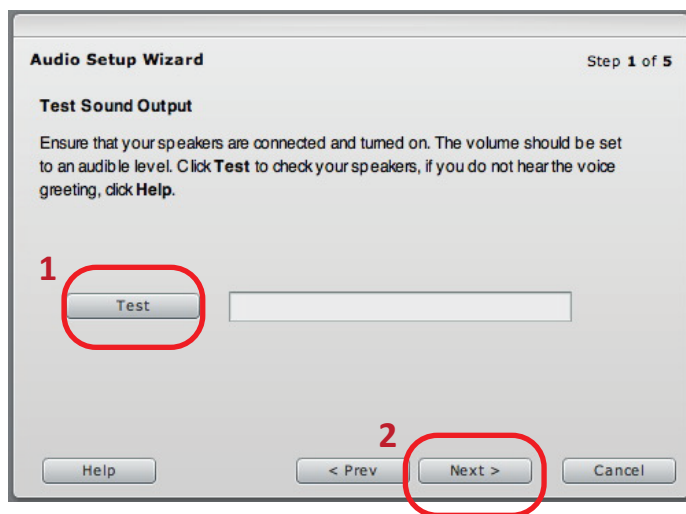 Audio Setup Wizard
Step 1 of 5
Test Sound Output
Ensure that your speakers are connected and turned on. The volume should be set
to an audible level. Click Test to check your speakers, if you do not hear the voice
greeting, click Help.
1
Test
2
Help
< Prev
Next >
Cancel